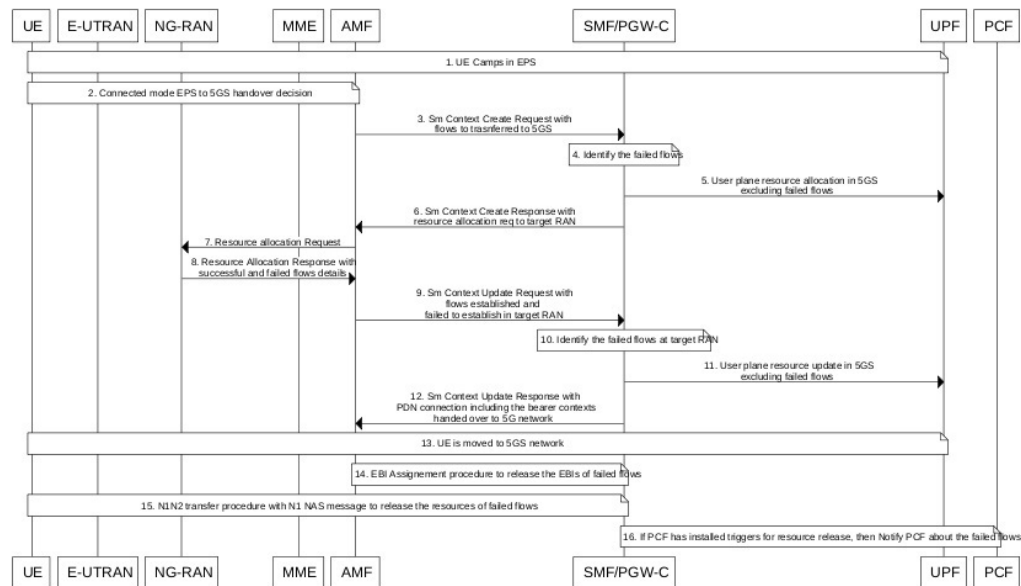 UE E-UTRAN NG-RAN MME AMF SMF/PGW-C UPF PCF
1. UE Camps in EPS
2. Connected mode EPS to 5GS handover decision
3. Sm Context Create Request with
flows to trasnferred to 5GS
4. Identify the failed flows
5. User plane resource allocation in 5GS
excluding failed flows
6. Sm Context Create Response with
resource allocation req to target RAN
7. Resource allocation Request
8. Resource Allocation Response with
successful and failed flows details
9. Sm Context Update Request with
flows established and
failed to establish in target RAN
10. Identify the failed flows at target RAN
11. User plane resource update in 5GS
excluding failed flows
12. Sm Context Update Response with
PDN connection including the bearer contexts
handed over to 5G network
13. UE is moved to 5GS network
14. EBI Assignement procedure to release the EBIs of failed flows
15. N1N2 transfer procedure with N1 NAS message to release the resources of failed flows
16. If PCF has installed triggers for resource release, then Notify PCF about the failed flows
UE E-UTRAN NG-RAN MME AMF SMF/PGW-C UPF PCF